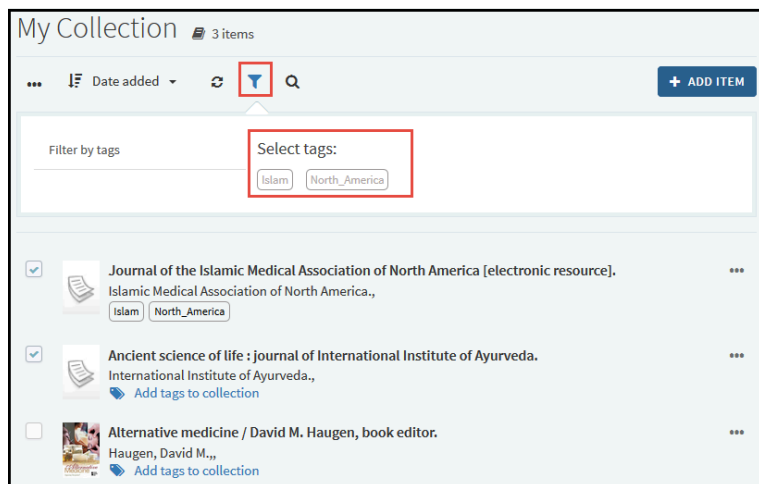 My Collection 3 items
Date added
+ ADD ITEM
Filter by tags
Select tags:
Islam North_America
Journal of the Islamic Medical Association of North America [electronic resource].
Islamic Medical Association of North America.,
Islam North_America
Ancient science of life : journal of International Institute of Ayurveda.
International Institute of Ayurveda.,
Add tags to collection
Alternative medicine / David M. Haugen, book editor.
Haugen, David M.,,
Add tags to collection